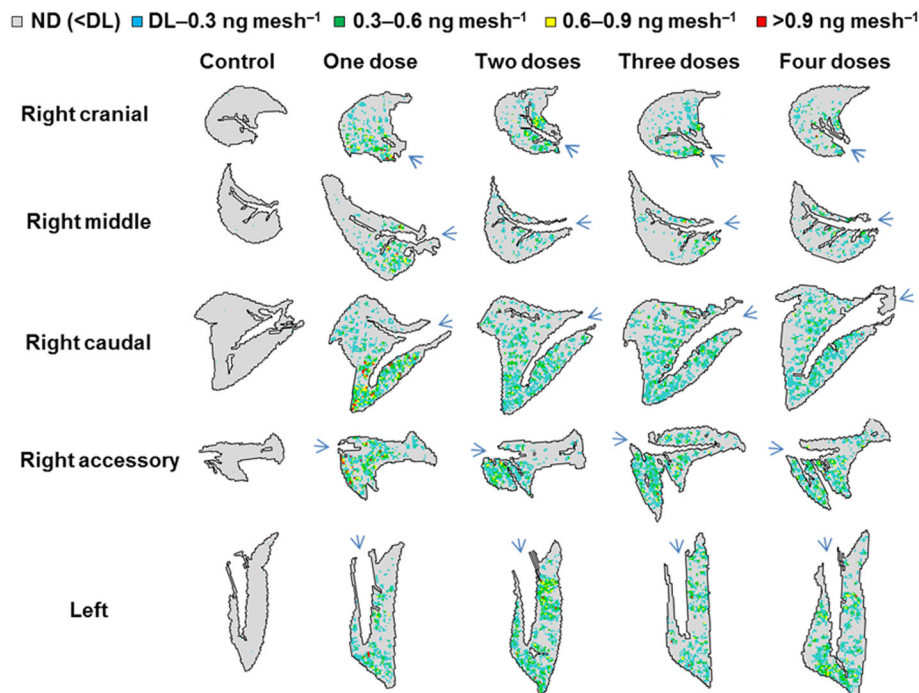 ND (<DL) DL–0.3 ng mesh⁻¹ 0.3–0.6 ng mesh⁻¹ 0.6–0.9 ng mesh⁻¹ >0.9 ng mesh⁻¹
Control One dose Two doses Three doses Four doses
Right cranial
Right middle
Right caudal
Right accessory
Left